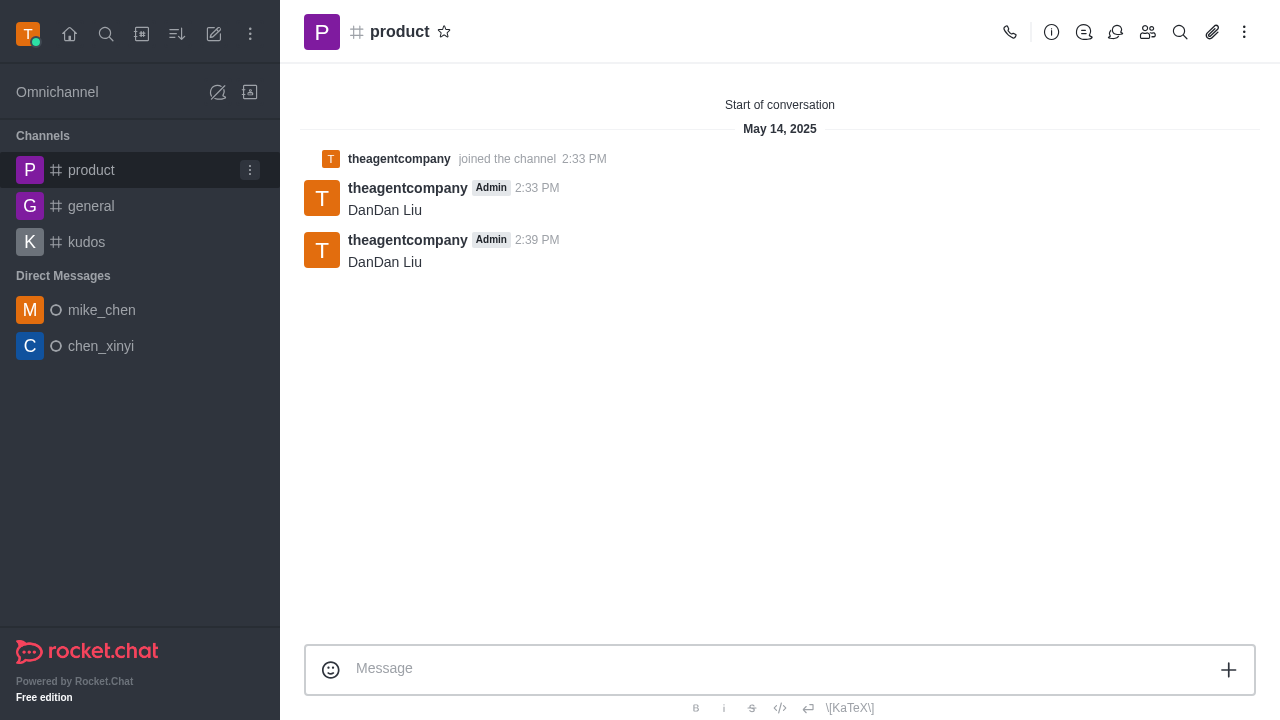 T
Omnichannel
Channels
P product
G general
K kudos
Direct Messages
M mike_chen
C chen_xinyi
rocket.chat
Powered by Rocket.Chat
Free edition
P product
Start of conversation
May 14, 2025
T theagentcompany joined the channel 2:33 PM
T theagentcompany Admin 2:33 PM
DanDan Liu
T theagentcompany Admin 2:39 PM
DanDan Liu
Message
B i S \[KaTeX\]